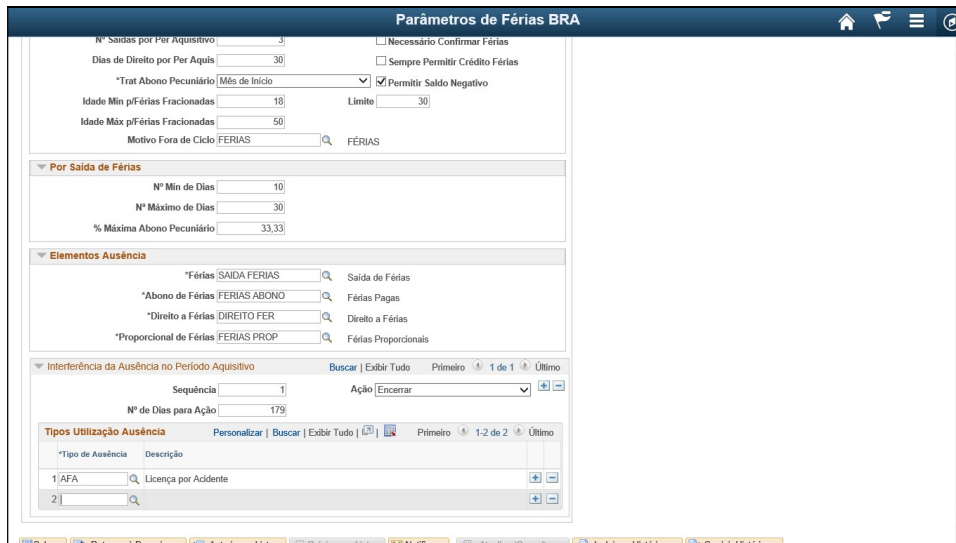 Parâmetros de Férias BRA
Nº Saídas por Per Aquisitivo 3 Necessário Confirmar Férias
Dias de Direito por Per Aquis 30 Sempre Permitir Crédito Férias
*Trat Abono Pecuniário Mês de Início Permitir Saldo Negativo
Idade Mín p/Férias Fracionadas 18 Limite 30
Idade Máx p/Férias Fracionadas 50
Motivo Fora de Ciclo FERIAS FÉRIAS
Por Saída de Férias
Nº Mín de Dias 10
Nº Máximo de Dias 30
% Máxima Abono Pecuniário 33,33
Elementos Ausência
*Férias SAIDA FERIAS Saída de Férias
*Abono de Férias FERIAS ABONO Férias Pagas
*Direito a Férias DIREITO FER Direito a Férias
*Proporcional de Férias FERIAS PROP Férias Proporcionais
Interferência da Ausência no Período Aquisitivo Buscar | Exibir Tudo Primeiro 1 de 1 Último
Sequência 1 Ação Encerrar
Nº de Dias para Ação 179
Tipos Utilização Ausência Personalizar | Buscar | Exibir Tudo | | Primeiro 1-2 de 2 Último
*Tipo de Ausência Descrição
1 AFA Licença por Acidente
2